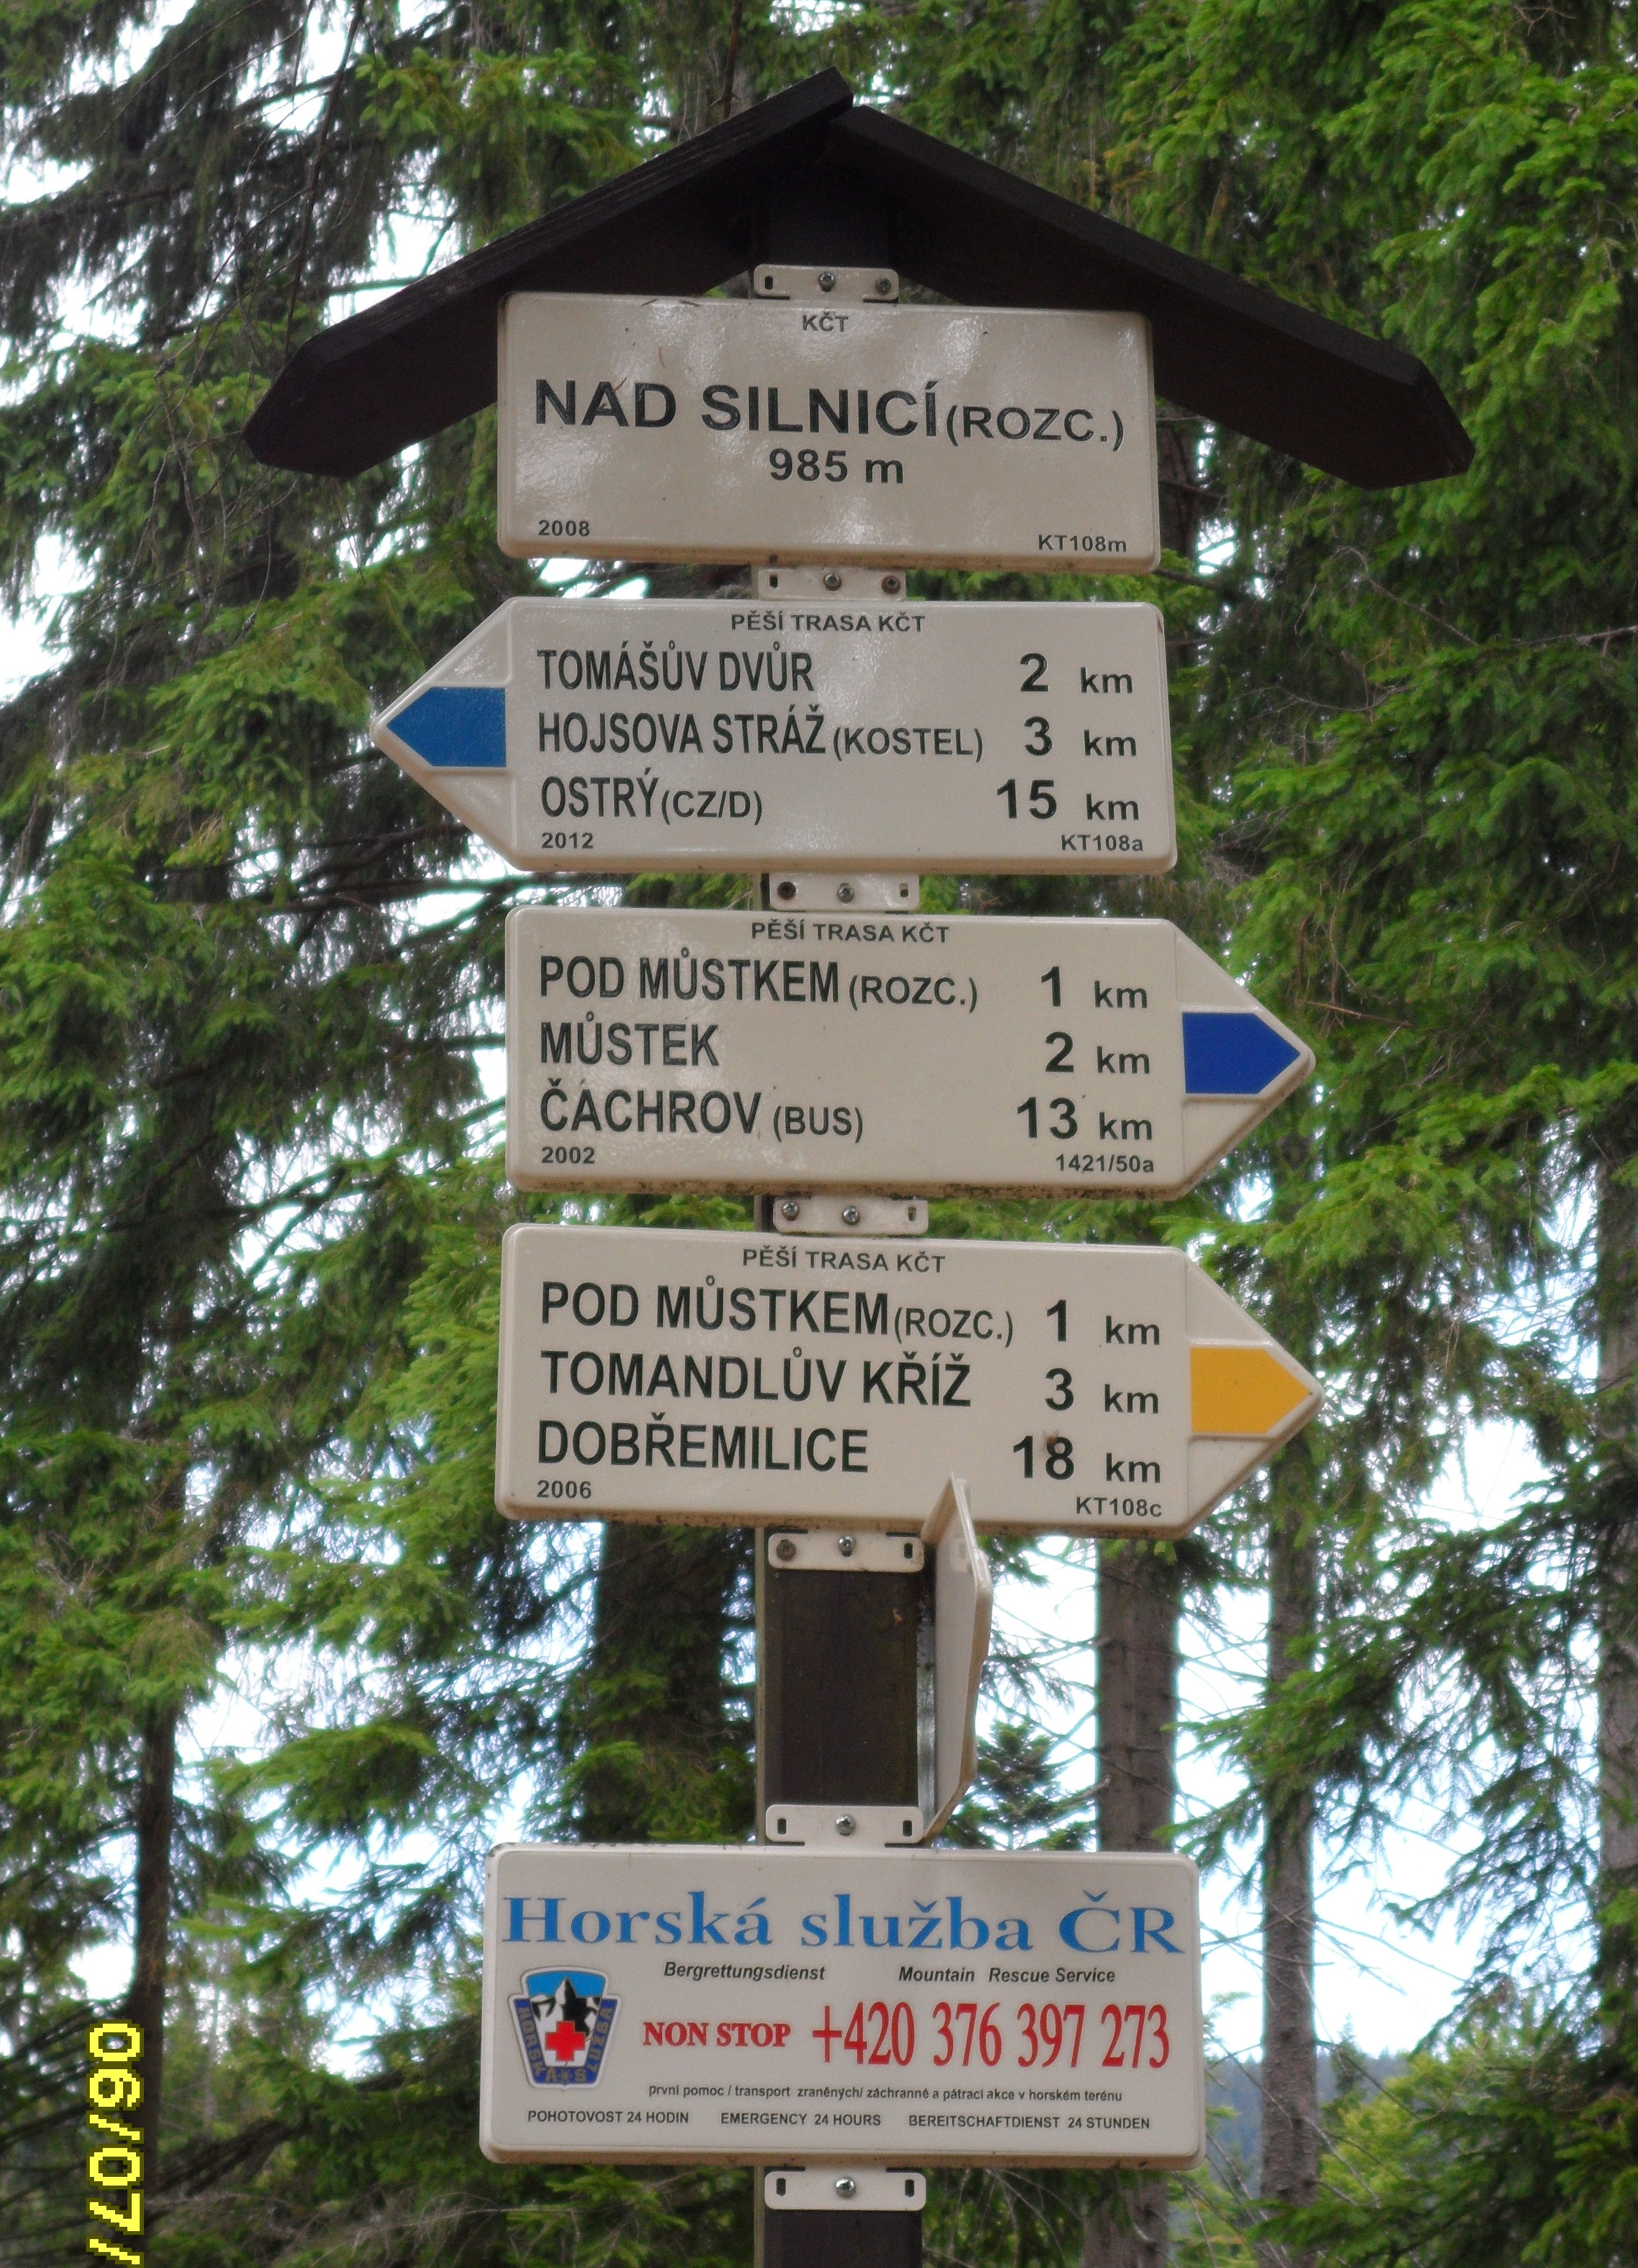 KČT
NAD SILNICÍ (ROZC.)
985 m
2008 KT108m
PĚŠÍ TRASA KČT
TOMÁŠŮV DVŮR 2 km
HOJSOVA STRÁŽ (KOSTEL) 3 km
OSTRÝ (CZ/D) 15 km
2012 KT108a
PĚŠÍ TRASA KČT
POD MŮSTKEM (ROZC.) 1 km
MŮSTEK 2 km
ČACHROV (BUS) 13 km
2002 1421/50a
PĚŠÍ TRASA KČT
POD MŮSTKEM (ROZC.) 1 km
TOMANDLŮV KŘÍŽ 3 km
DOBŘEMILICE 18 km
2006 KT108c
Horská služba ČR
Bergrettungsdienst Mountain Rescue Service
NON STOP +420 376 397 273
první pomoc / transport zraněných/ záchranné a pátrací akce v horském terénu
POHOTOVOST 24 HODIN EMERGENCY 24 HOURS BEREITSCHAFTDIENST 24 STUNDEN
06/07/